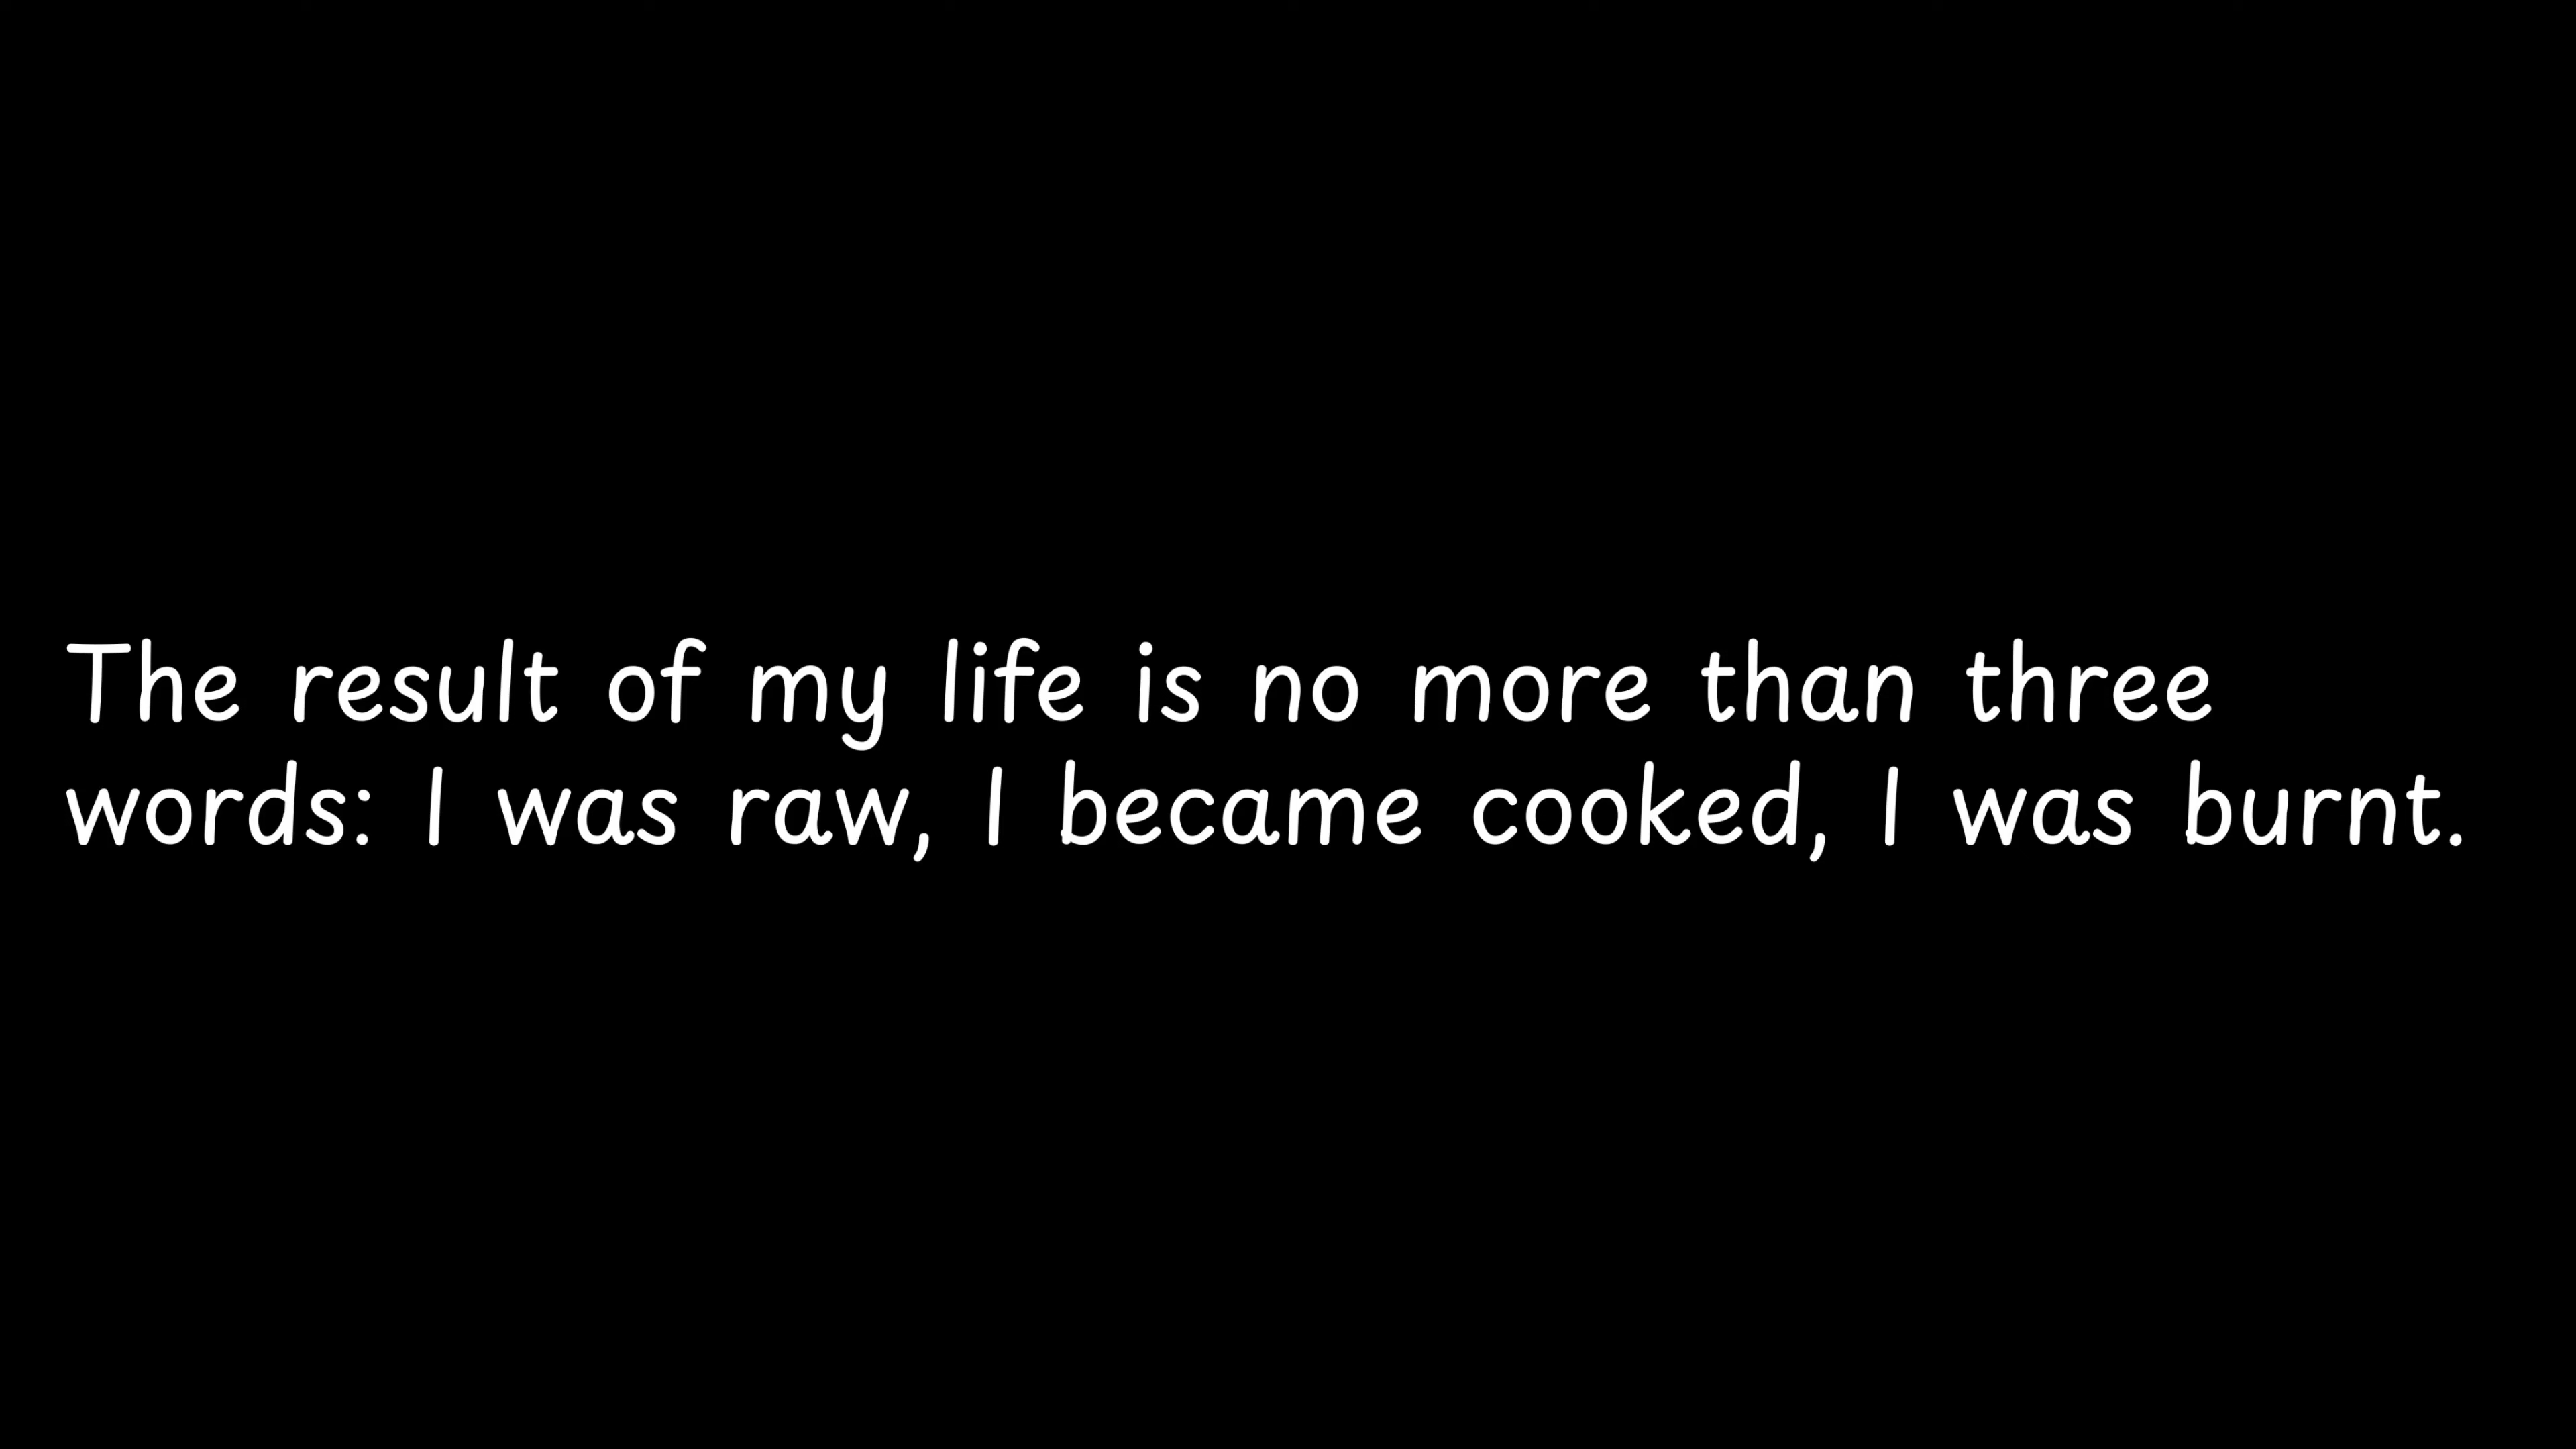 The result of my life is no more than three
words: I was raw, I became cooked, I was burnt.